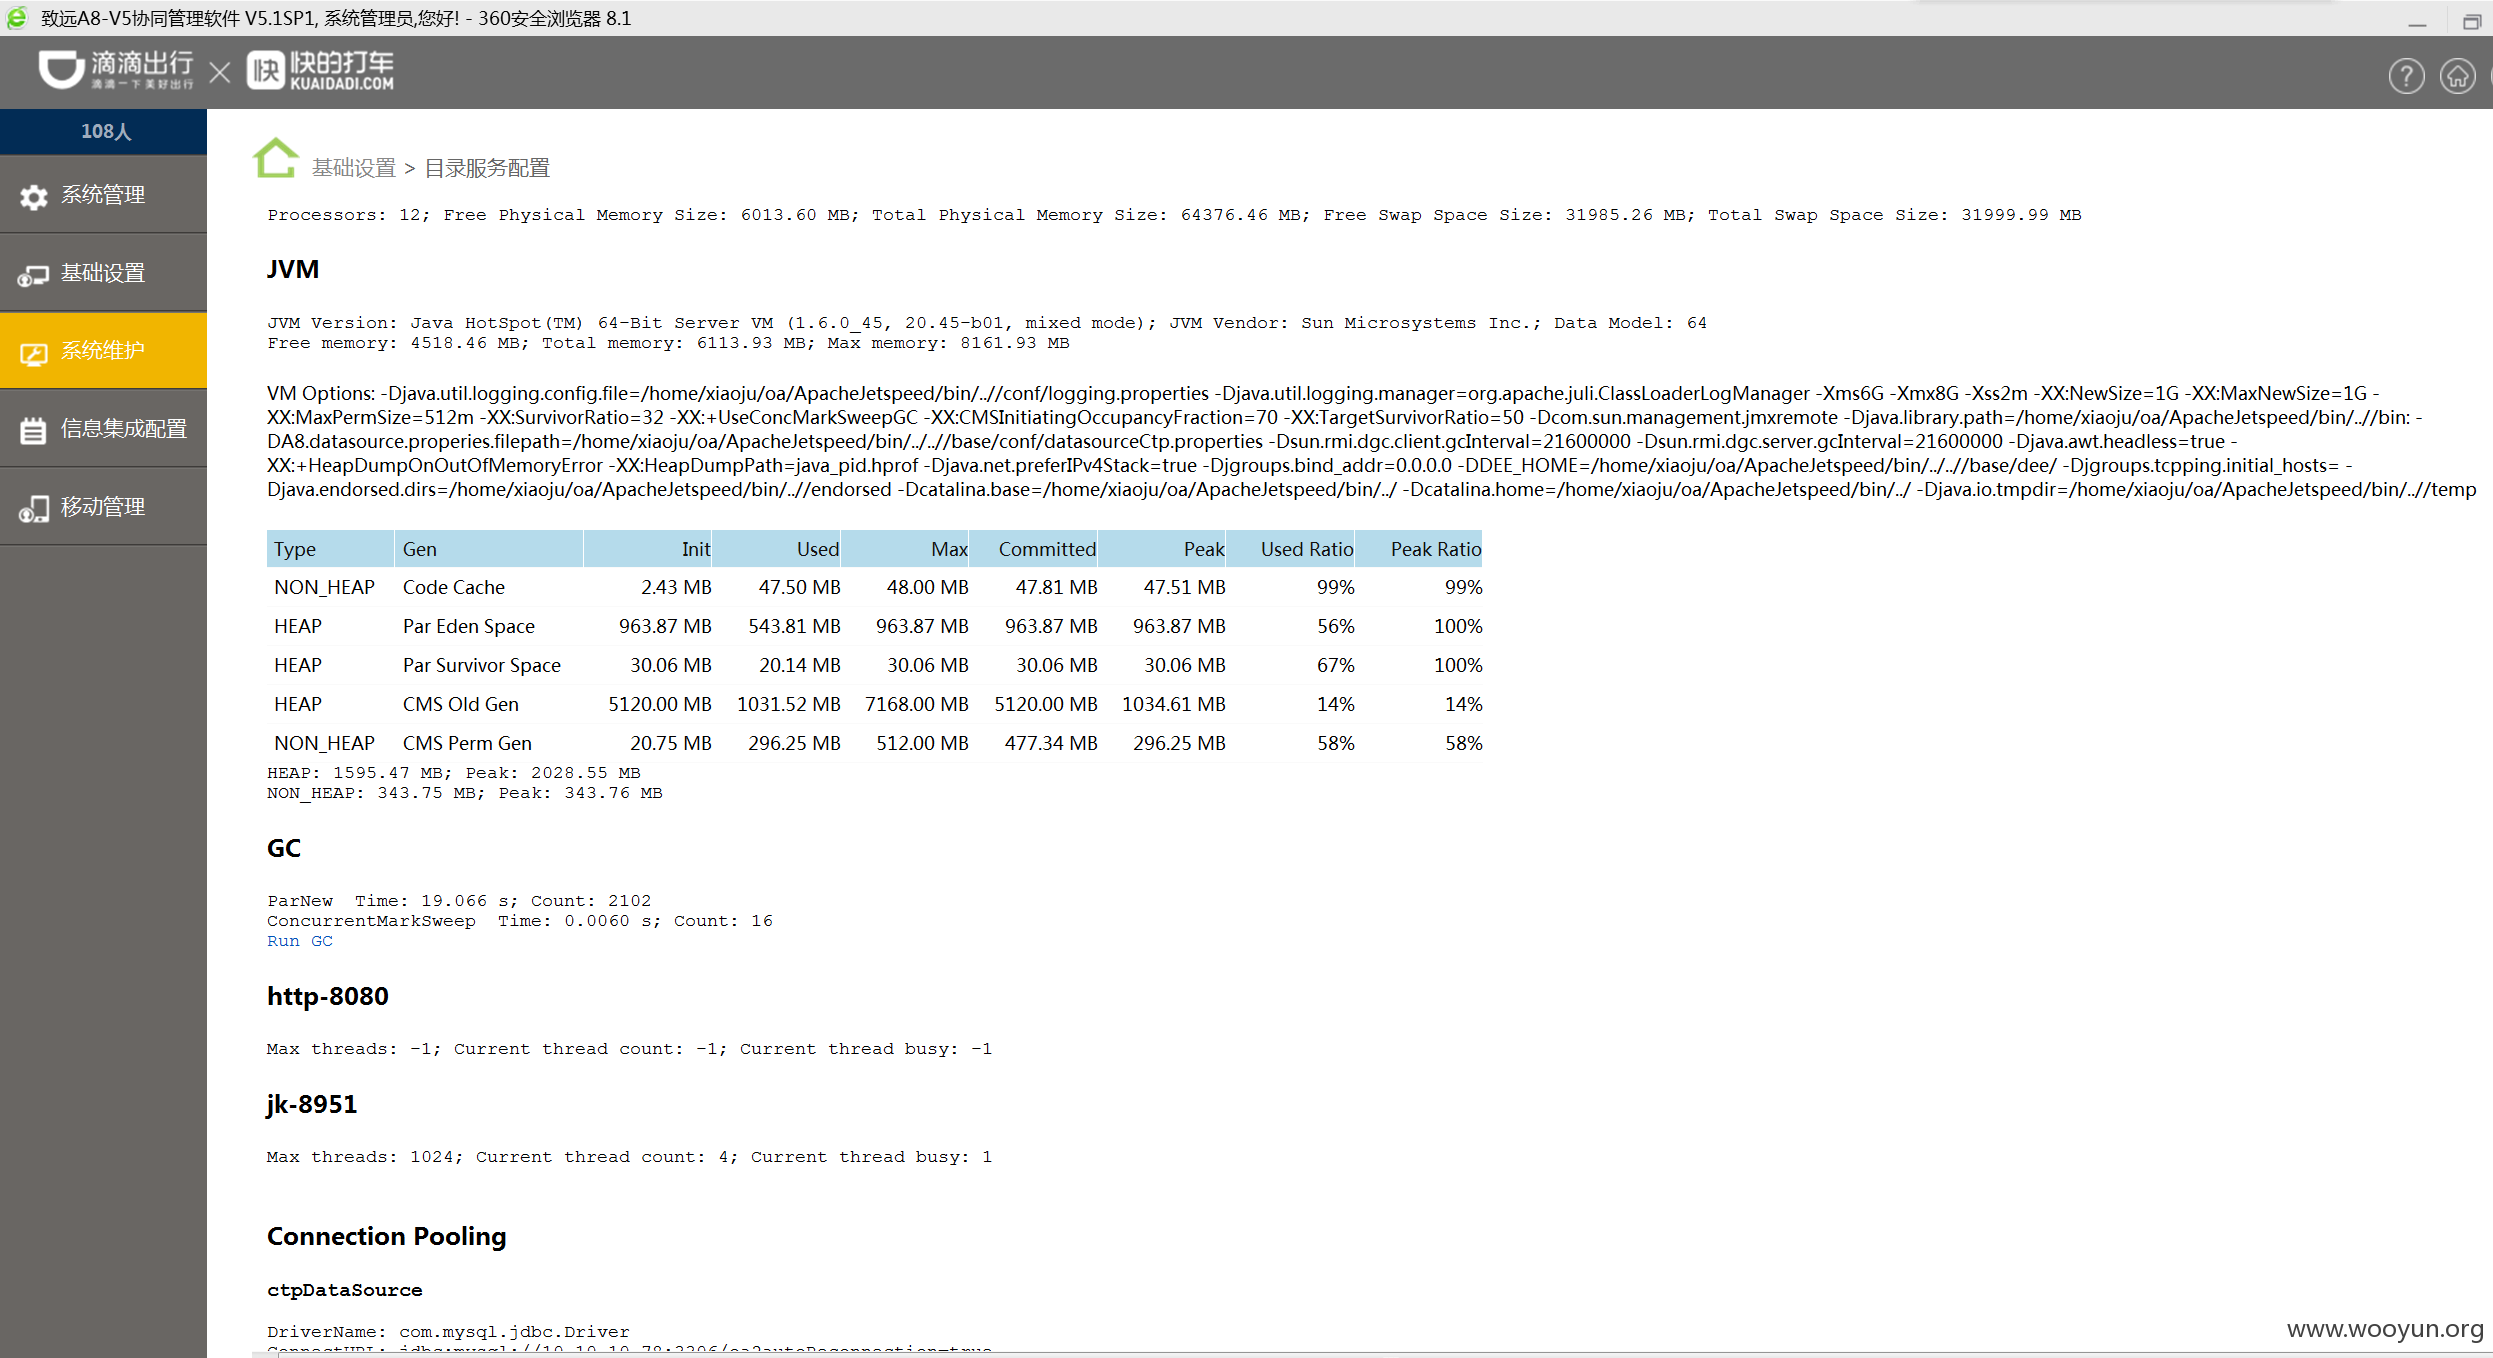 致远A8-V5协同管理软件 V5.1SP1, 系统管理员,您好! - 360安全浏览器 8.1
滴滴出行
滴滴一下美好出行
快
快的打车
KUAIDADI.COM
?
108人
系统管理
基础设置
系统维护
信息集成配置
移动管理
基础设置 > 目录服务配置
Processors: 12; Free Physical Memory Size: 6013.60 MB; Total Physical Memory Size: 64376.46 MB; Free Swap Space Size: 31985.26 MB; Total Swap Space Size: 31999.99 MB
JVM
JVM Version: Java HotSpot(TM) 64-Bit Server VM (1.6.0_45, 20.45-b01, mixed mode); JVM Vendor: Sun Microsystems Inc.; Data Model: 64
Free memory: 4518.46 MB; Total memory: 6113.93 MB; Max memory: 8161.93 MB
VM Options: -Djava.util.logging.config.file=/home/xiaoju/oa/ApacheJetspeed/bin/..//conf/logging.properties -Djava.util.logging.manager=org.apache.juli.ClassLoaderLogManager -Xms6G -Xmx8G -Xss2m -XX:NewSize=1G -XX:MaxNewSize=1G -
XX:MaxPermSize=512m -XX:SurvivorRatio=32 -XX:+UseConcMarkSweepGC -XX:CMSInitiatingOccupancyFraction=70 -XX:TargetSurvivorRatio=50 -Dcom.sun.management.jmxremote -Djava.library.path=/home/xiaoju/oa/ApacheJetspeed/bin/..//bin: -
DA8.datasource.properies.filepath=/home/xiaoju/oa/ApacheJetspeed/bin/../..//base/conf/datasourceCtp.properties -Dsun.rmi.dgc.client.gcInterval=21600000 -Dsun.rmi.dgc.server.gcInterval=21600000 -Djava.awt.headless=true -
XX:+HeapDumpOnOutOfMemoryError -XX:HeapDumpPath=java_pid.hprof -Djava.net.preferIPv4Stack=true -Djgroups.bind_addr=0.0.0.0 -DDEE_HOME=/home/xiaoju/oa/ApacheJetspeed/bin/../..//base/dee/ -Djgroups.tcpping.initial_hosts= -
Djava.endorsed.dirs=/home/xiaoju/oa/ApacheJetspeed/bin/..//endorsed -Dcatalina.base=/home/xiaoju/oa/ApacheJetspeed/bin/../ -Dcatalina.home=/home/xiaoju/oa/ApacheJetspeed/bin/../ -Djava.io.tmpdir=/home/xiaoju/oa/ApacheJetspeed/bin/..//temp
Type Gen Init Used Max Committed Peak Used Ratio Peak Ratio
NON_HEAP Code Cache 2.43 MB 47.50 MB 48.00 MB 47.81 MB 47.51 MB 99% 99%
HEAP Par Eden Space 963.87 MB 543.81 MB 963.87 MB 963.87 MB 963.87 MB 56% 100%
HEAP Par Survivor Space 30.06 MB 20.14 MB 30.06 MB 30.06 MB 30.06 MB 67% 100%
HEAP CMS Old Gen 5120.00 MB 1031.52 MB 7168.00 MB 5120.00 MB 1034.61 MB 14% 14%
NON_HEAP CMS Perm Gen 20.75 MB 296.25 MB 512.00 MB 477.34 MB 296.25 MB 58% 58%
HEAP: 1595.47 MB; Peak: 2028.55 MB
NON_HEAP: 343.75 MB; Peak: 343.76 MB
GC
ParNew  Time: 19.066 s; Count: 2102
ConcurrentMarkSweep  Time: 0.0060 s; Count: 16
Run GC
http-8080
Max threads: -1; Current thread count: -1; Current thread busy: -1
jk-8951
Max threads: 1024; Current thread count: 4; Current thread busy: 1
Connection Pooling
ctpDataSource
DriverName: com.mysql.jdbc.Driver
www.wooyun.org